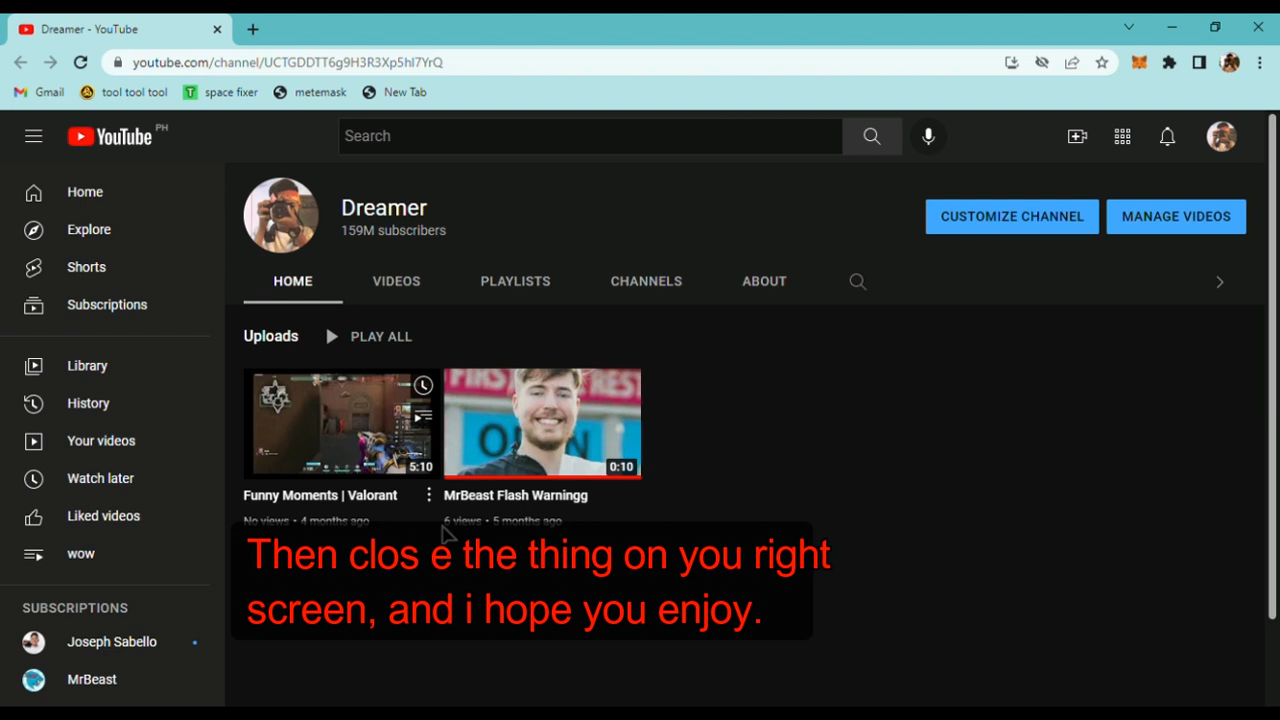 Dreamer - YouTube
youtube.com/channel/UCTGDDTT6g9H3R3Xp5hI7YrQ
Gmail tool tool tool space fixer metemask New Tab
YouTube PH
Search
Home
Explore
Shorts
Subscriptions
Library
History
Your videos
Watch later
Liked videos
wow
SUBSCRIPTIONS
Joseph Sabello
MrBeast
Dreamer
159M subscribers
CUSTOMIZE CHANNEL
MANAGE VIDEOS
HOME VIDEOS PLAYLISTS CHANNELS ABOUT
Uploads PLAY ALL
5:10
0:10
Funny Moments | Valorant
No views • 4 months ago
MrBeast Flash Warningg
6 views • 5 months ago
Then clos e the thing on you right
screen, and i hope you enjoy.